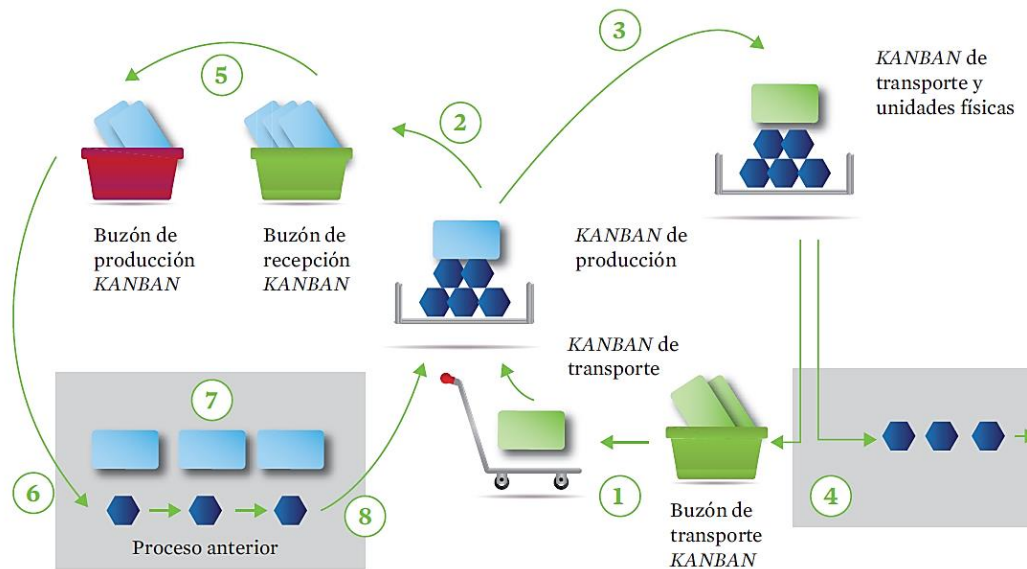 3
KANBAN de
transporte y
unidades físicas
5
2
Buzón de
producción
KANBAN
Buzón de
recepción
KANBAN
KANBAN de
producción
KANBAN de
transporte
7
6
8
1
4
Proceso anterior
Buzón de
transporte
KANBAN